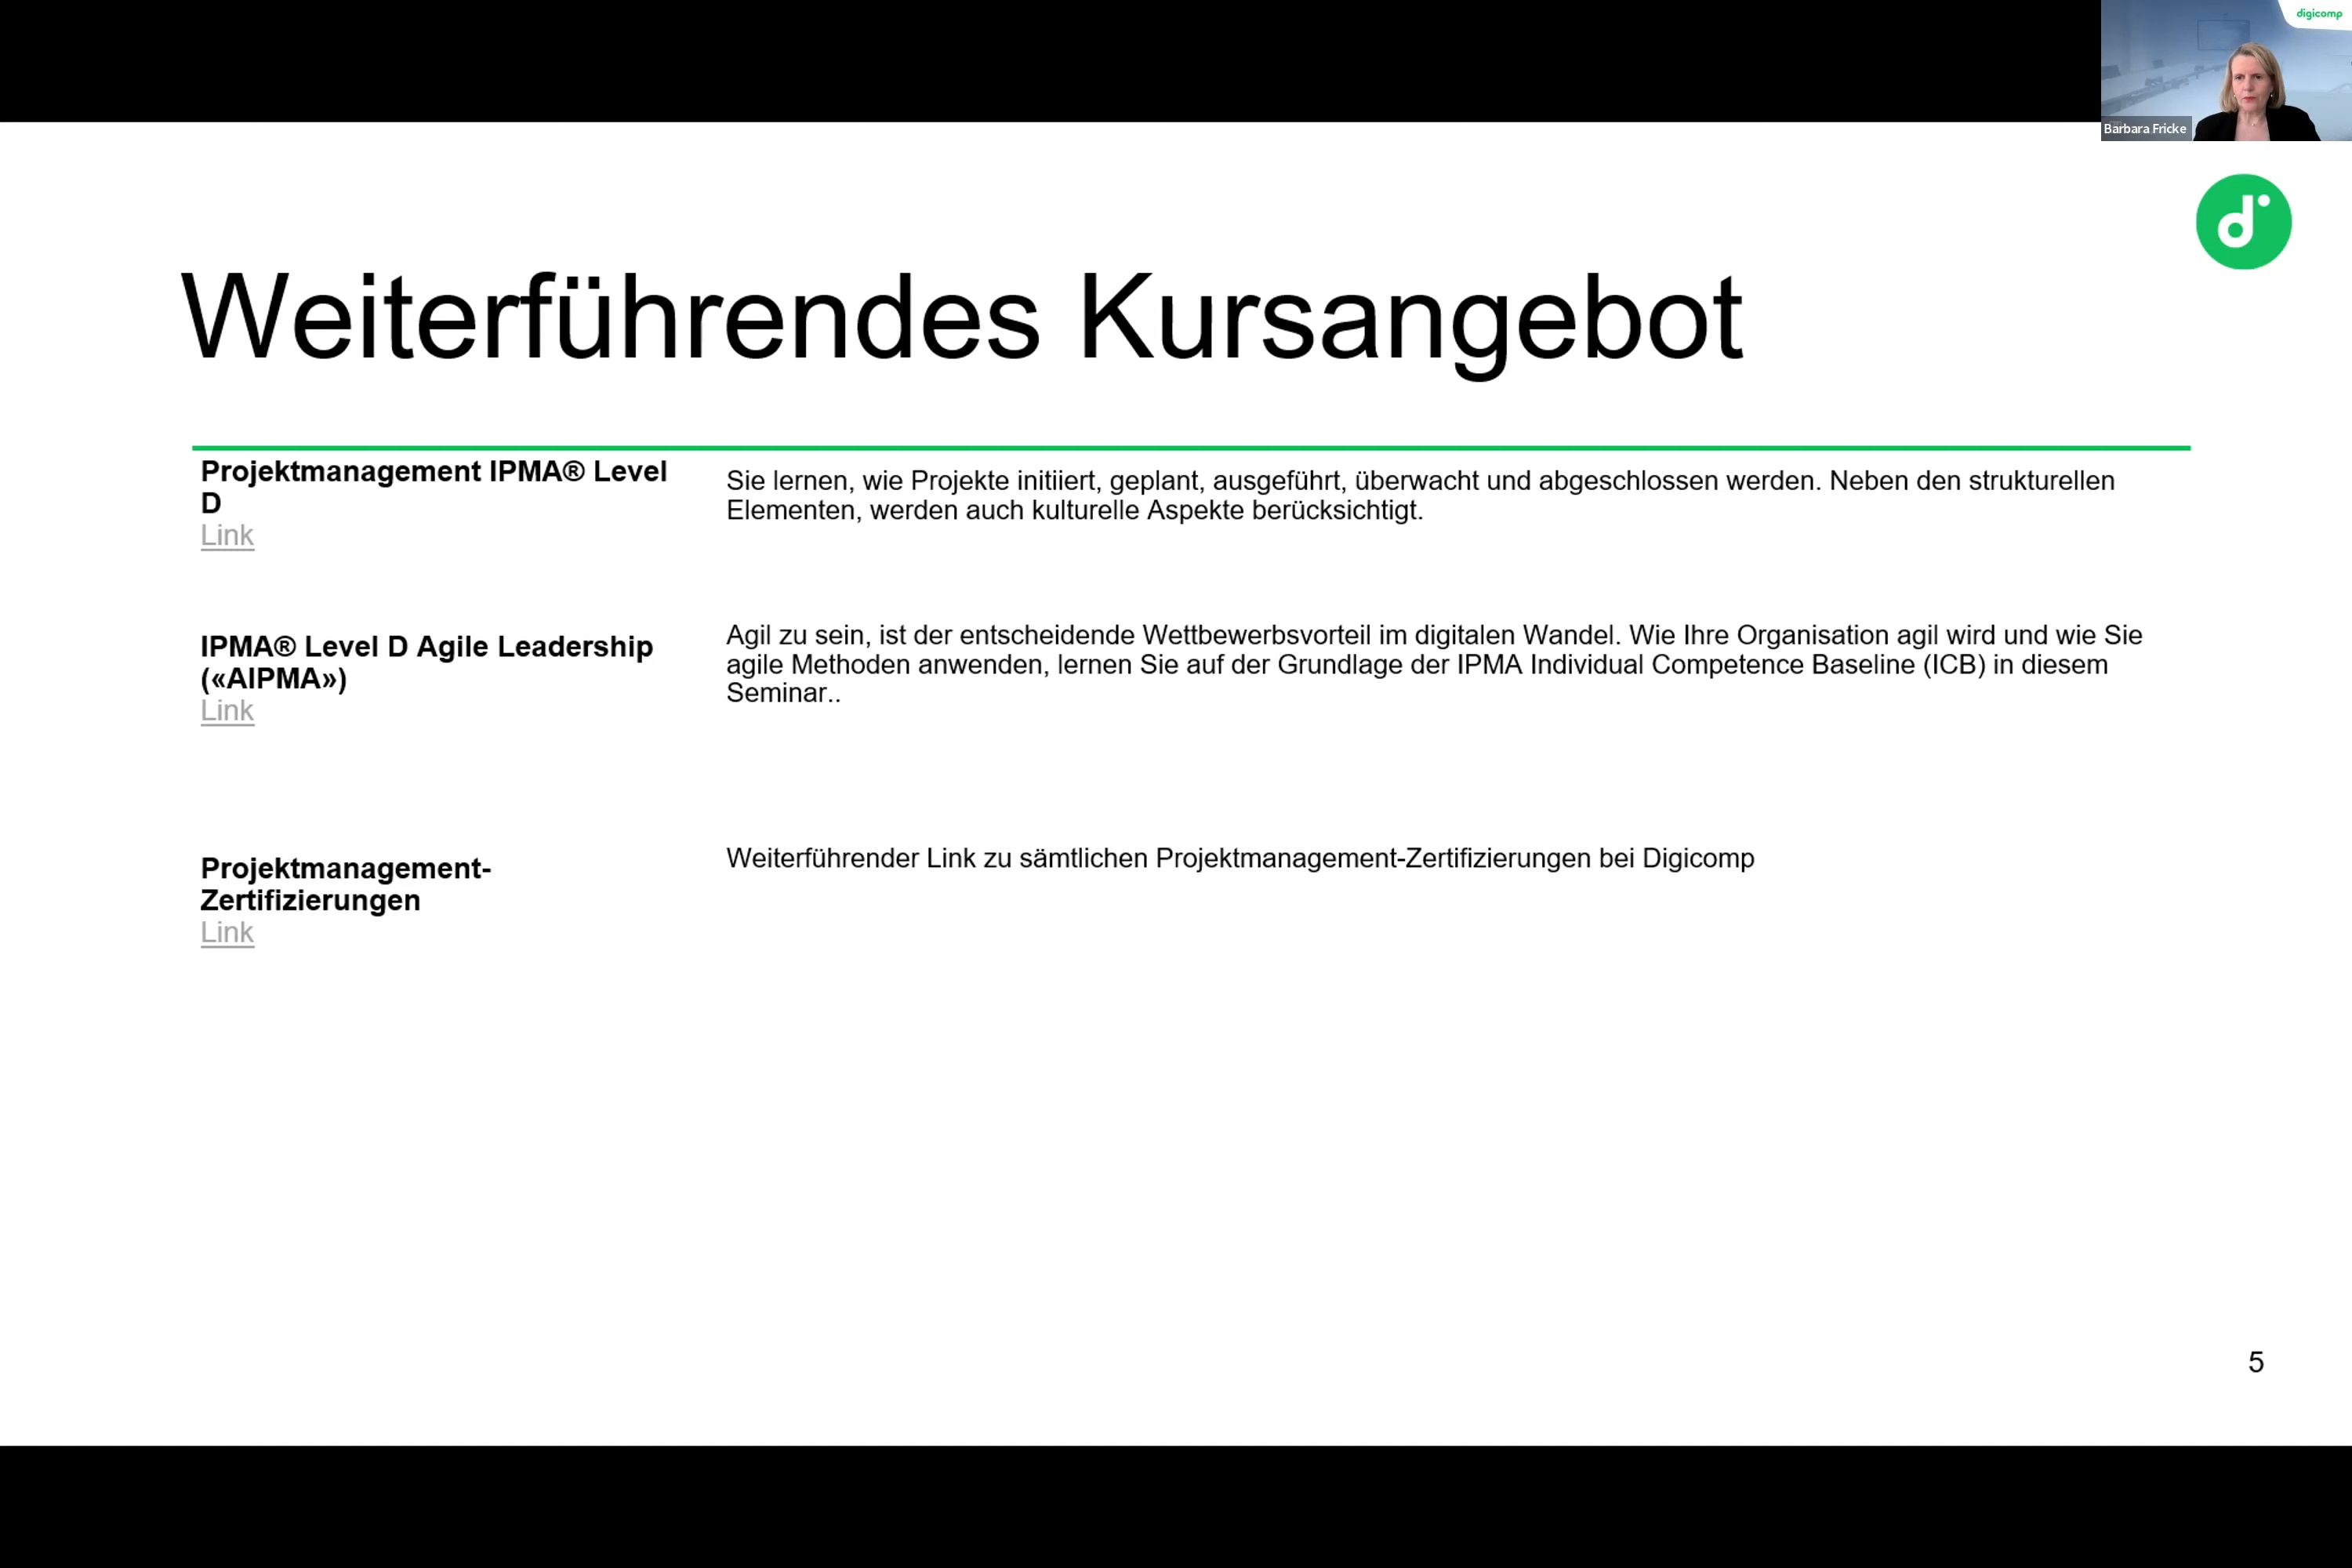 digicomp
Barbara Fricke
Weiterführendes Kursangebot
Projektmanagement IPMA® Level
D
Link
Sie lernen, wie Projekte initiiert, geplant, ausgeführt, überwacht und abgeschlossen werden. Neben den strukturellen
Elementen, werden auch kulturelle Aspekte berücksichtigt.
IPMA® Level D Agile Leadership
(«AIPMA»)
Link
Agil zu sein, ist der entscheidende Wettbewerbsvorteil im digitalen Wandel. Wie Ihre Organisation agil wird und wie Sie
agile Methoden anwenden, lernen Sie auf der Grundlage der IPMA Individual Competence Baseline (ICB) in diesem
Seminar..
Projektmanagement-
Zertifizierungen
Link
Weiterführender Link zu sämtlichen Projektmanagement-Zertifizierungen bei Digicomp
5